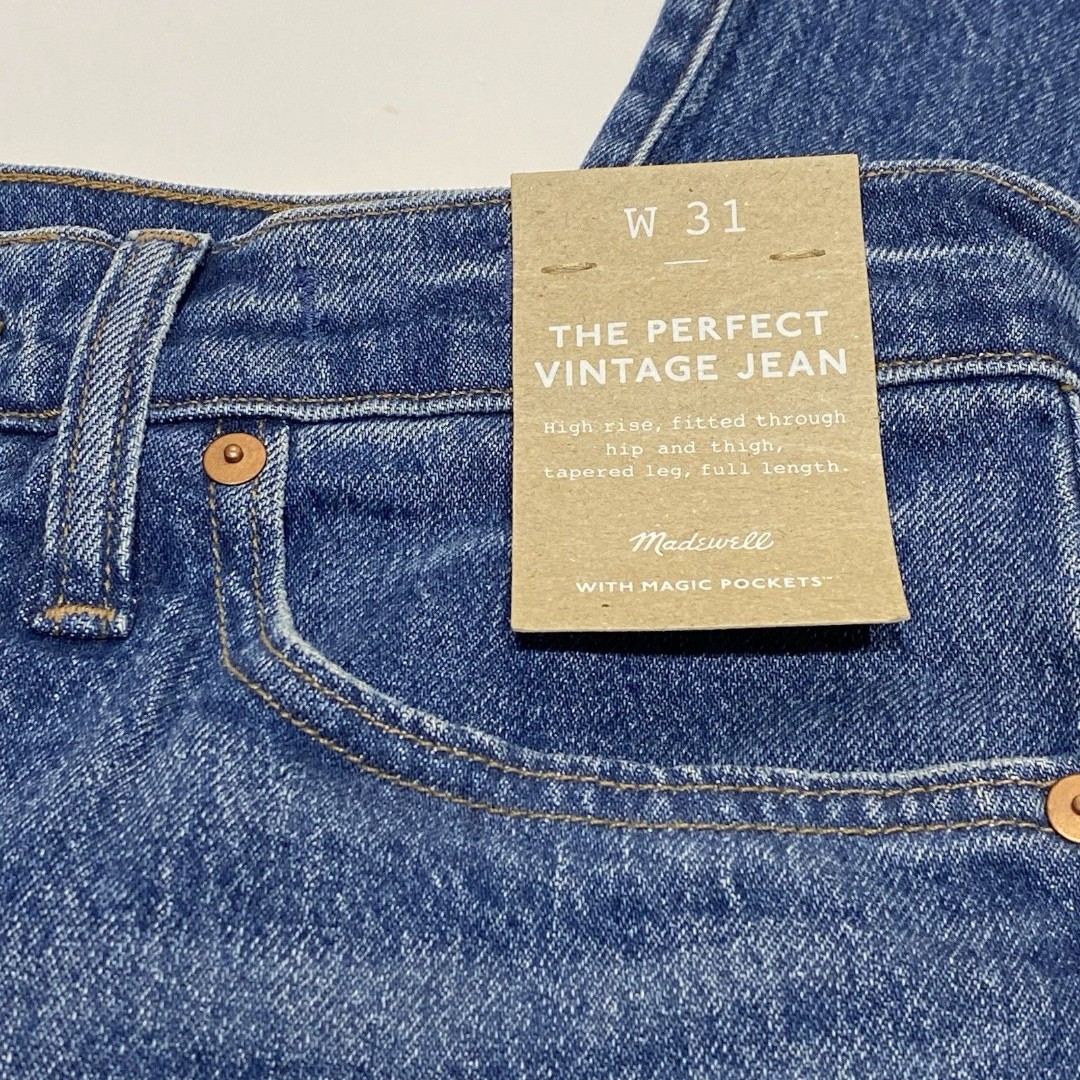 W 31
THE PERFECT
VINTAGE JEAN
High rise, fitted through
hip and thigh,
tapered leg, full length.
Madewell
WITH MAGIC POCKETS™